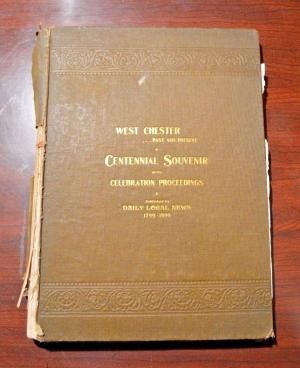 WEST CHESTER
... PAST AND PRESENT
CENTENNIAL SOUVENIR
CELEBRATION PROCEEDINGS
DAILY LOCAL NEWS
1799-1899